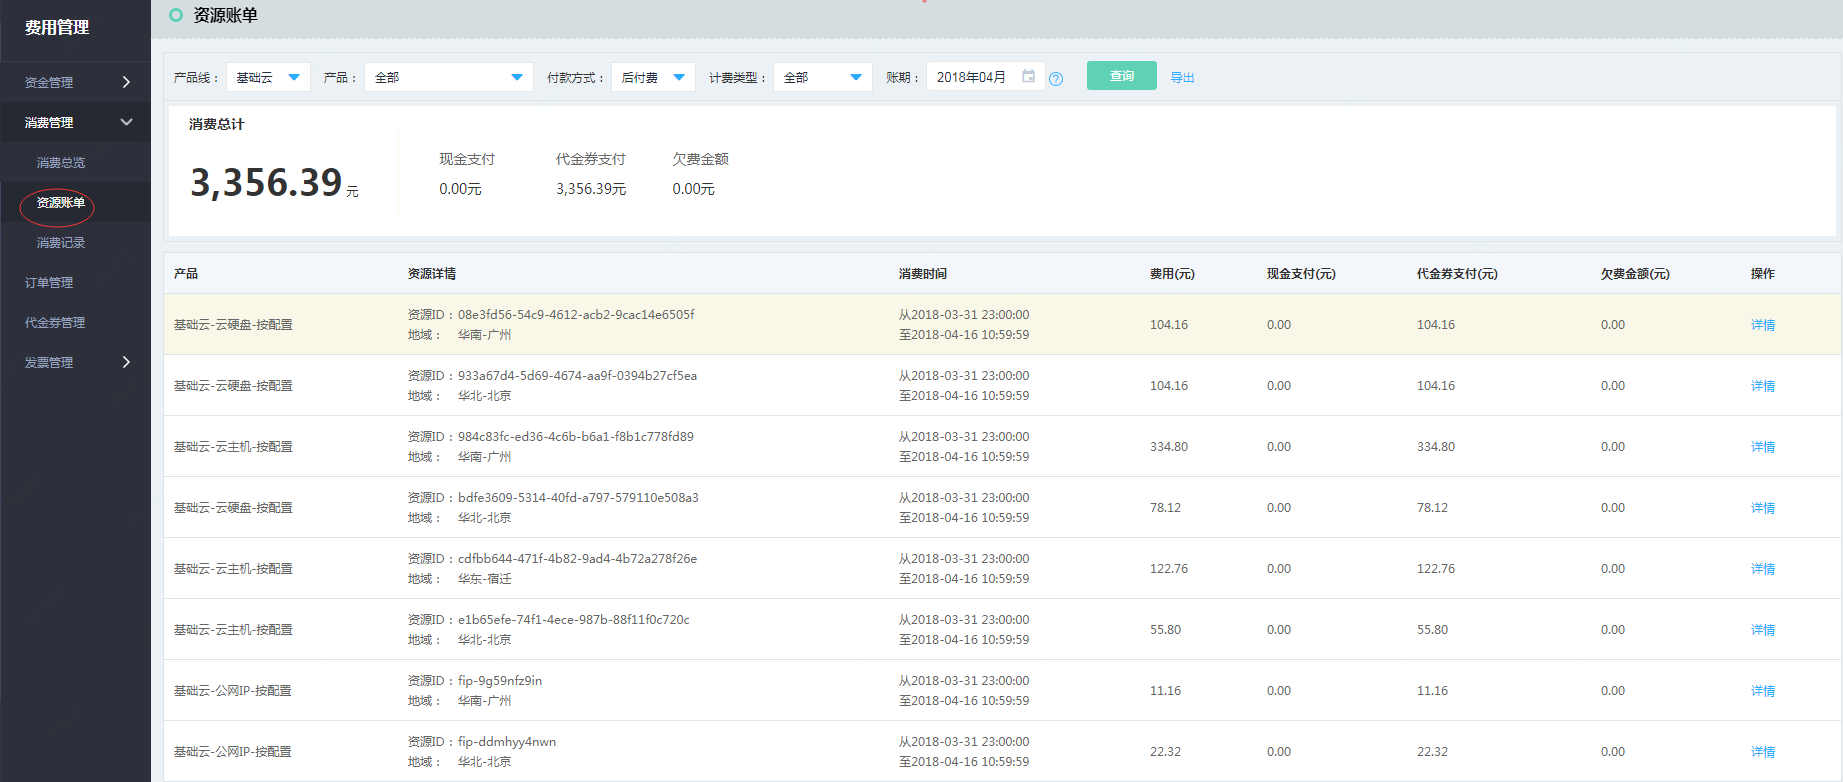 费用管理
资金管理
消费管理
消费总览
资源账单
消费记录
订单管理
代金券管理
发票管理
资源账单
产品线： 基础云 产品： 全部 付款方式： 后付费 计费类型： 全部 账期： 2018年04月 查询 导出
消费总计
3,356.39 元
现金支付 代金券支付 欠费金额
0.00元 3,356.39元 0.00元
产品 资源详情 消费时间 费用(元) 现金支付(元) 代金券支付(元) 欠费金额(元) 操作
基础云-云硬盘-按配置 资源ID：08e3fd56-54c9-4612-acb2-9cac14e6505f 从2018-03-31 23:00:00 104.16 0.00 104.16 0.00 详情
地域： 华南-广州 至2018-04-16 10:59:59
基础云-云硬盘-按配置 资源ID：933a67d4-5d69-4674-aa9f-0394b27cf5ea 从2018-03-31 23:00:00 104.16 0.00 104.16 0.00 详情
地域： 华北-北京 至2018-04-16 10:59:59
基础云-云主机-按配置 资源ID：984c83fc-ed36-4c6b-b6a1-f8b1c778fd89 从2018-03-31 23:00:00 334.80 0.00 334.80 0.00 详情
地域： 华南-广州 至2018-04-16 10:59:59
基础云-云硬盘-按配置 资源ID：bdfe3609-5314-40fd-a797-579110e508a3 从2018-03-31 23:00:00 78.12 0.00 78.12 0.00 详情
地域： 华北-北京 至2018-04-16 10:59:59
基础云-云主机-按配置 资源ID：cdfbb644-471f-4b82-9ad4-4b72a278f26e 从2018-03-31 23:00:00 122.76 0.00 122.76 0.00 详情
地域： 华东-宿迁 至2018-04-16 10:59:59
基础云-云主机-按配置 资源ID：e1b65efe-74f1-4ece-987b-88f11f0c720c 从2018-03-31 23:00:00 55.80 0.00 55.80 0.00 详情
地域： 华北-北京 至2018-04-16 10:59:59
基础云-公网IP-按配置 资源ID：fip-9g59nfz9in 从2018-03-31 23:00:00 11.16 0.00 11.16 0.00 详情
地域： 华南-广州 至2018-04-16 10:59:59
基础云-公网IP-按配置 资源ID：fip-ddmhyy4nwn 从2018-03-31 23:00:00 22.32 0.00 22.32 0.00 详情
地域： 华北-北京 至2018-04-16 10:59:59